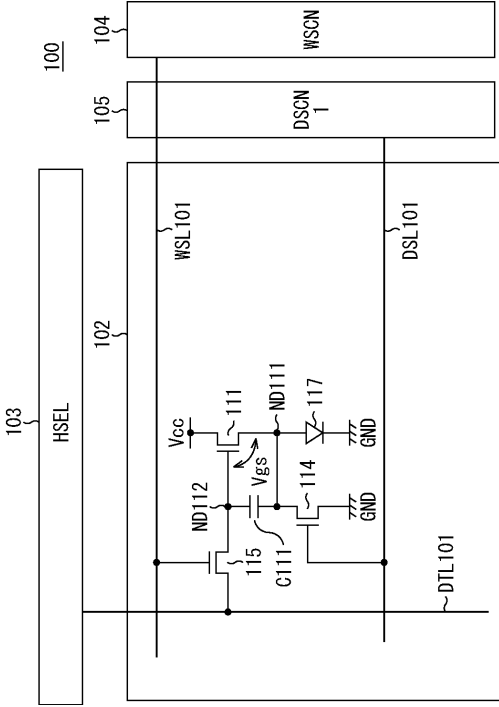 100
103
HSEL
104
WSCN
105
DSCN
1
102
WSL101
DSL101
Vcc
111
ND112
Vgs
ND111
115
C111
114
117
GND
GND
DTL101